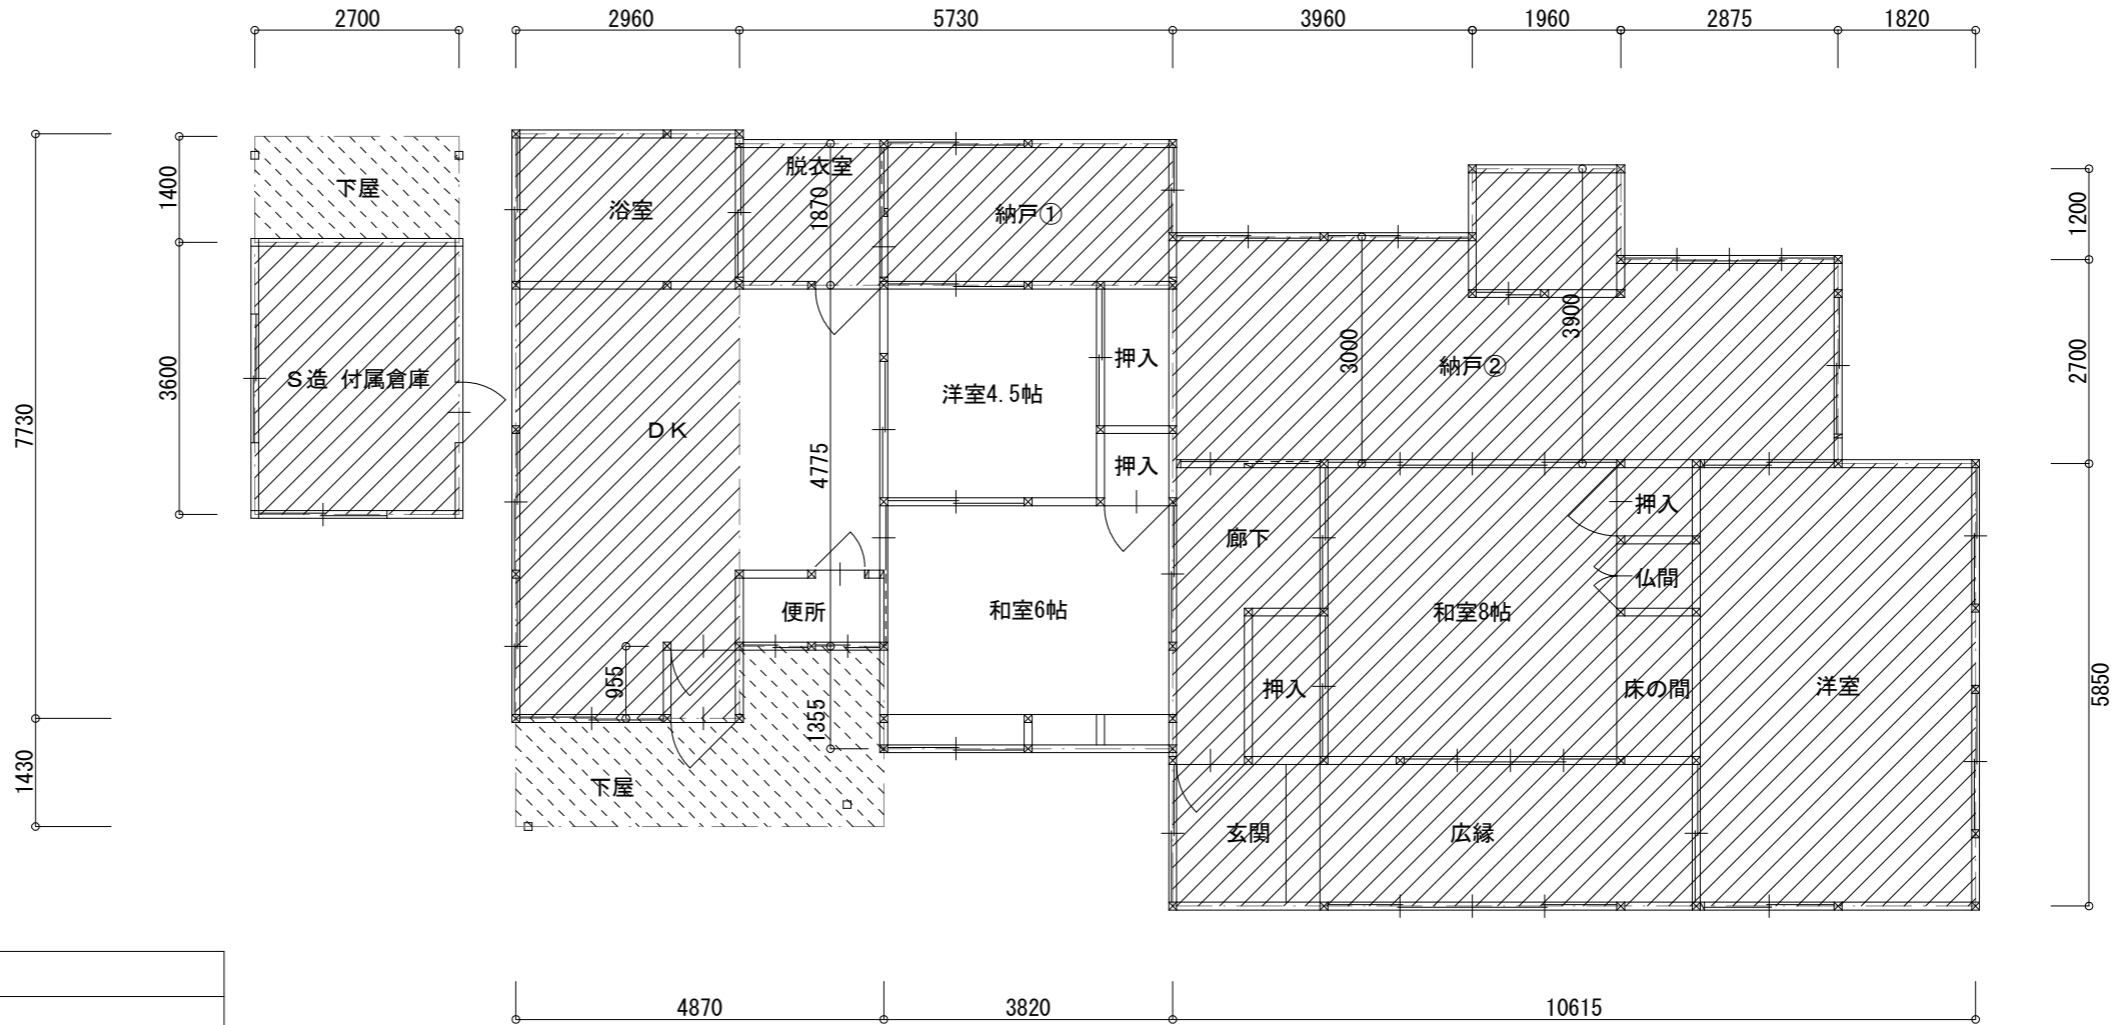 2700
2960
5730
3960
1960
2875
1820
7730
1430
1400
3600
下屋
S造 付属倉庫
浴室
脱衣室
1870
納戸①
DK
4775
洋室4.5帖
押入
押入
便所
955
1355
和室6帖
下屋
3000
3900
納戸②
廊下
押入
和室8帖
押入
仏間
床の間
洋室
玄関
広縁
1200
2700
5850
4870
3820
10615